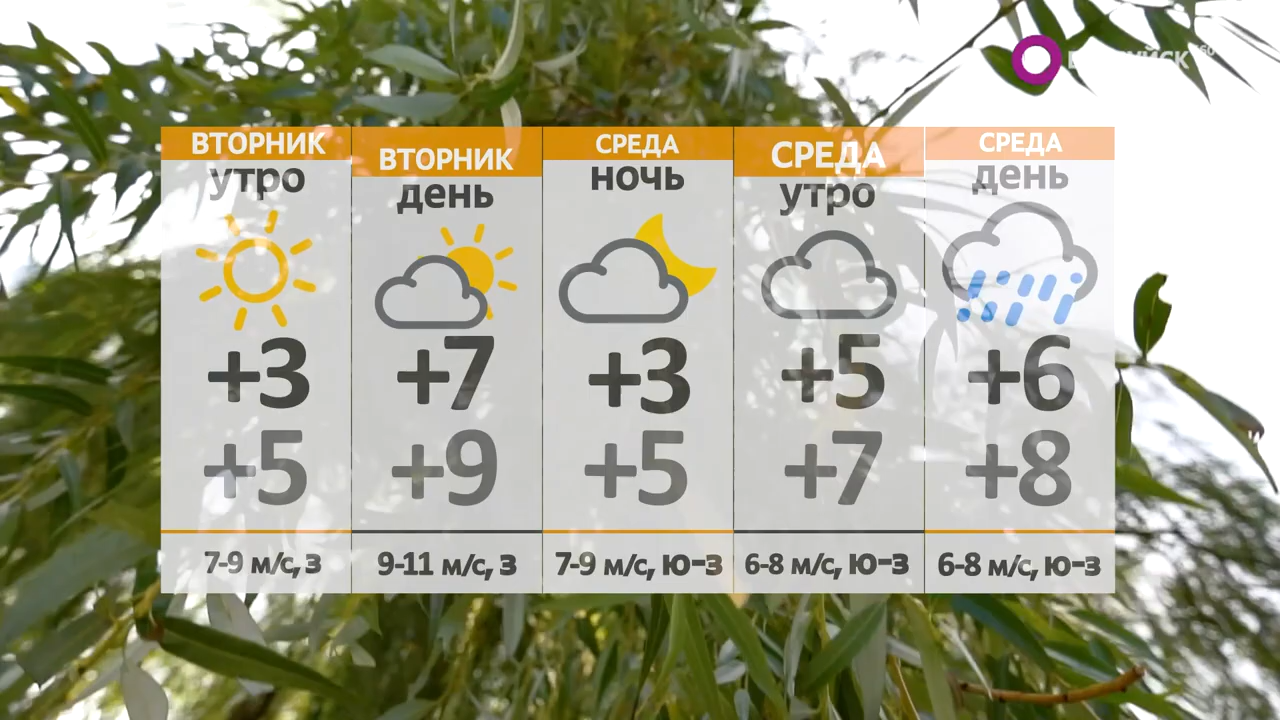 ВТОРНИК
утро
+3
+5
7-9 м/с, З
ВТОРНИК
день
+7
+9
9-11 м/с, З
СРЕДА
ночь
+3
+5
7-9 м/с, Ю-З
СРЕДА
утро
+5
+7
6-8 м/с, Ю-З
СРЕДА
день
+6
+8
6-8 м/с, Ю-З